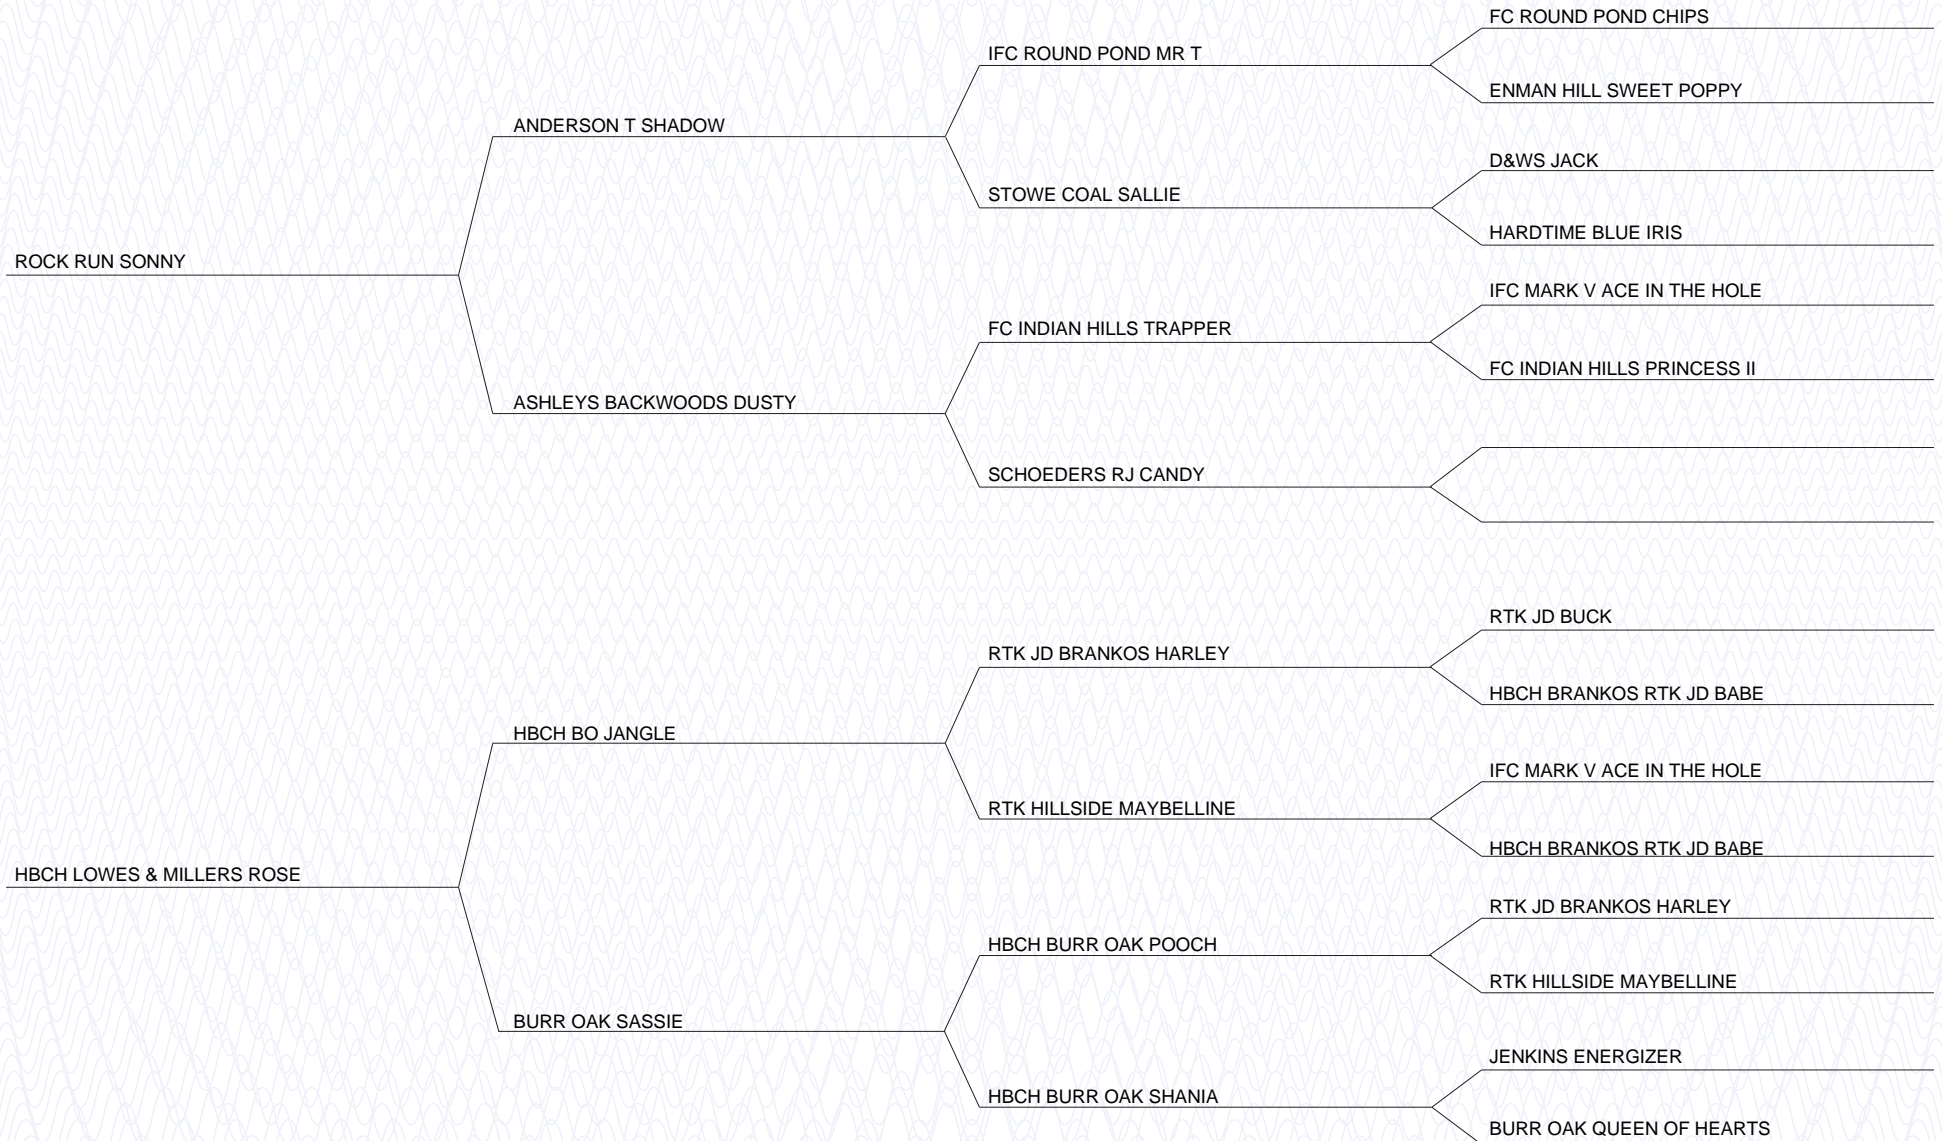 ROCK RUN SONNY
ANDERSON T SHADOW
IFC ROUND POND MR T
FC ROUND POND CHIPS
ENMAN HILL SWEET POPPY
STOWE COAL SALLIE
D&WS JACK
HARDTIME BLUE IRIS
ASHLEYS BACKWOODS DUSTY
FC INDIAN HILLS TRAPPER
IFC MARK V ACE IN THE HOLE
FC INDIAN HILLS PRINCESS II
SCHOEDERS RJ CANDY
HBCH LOWES & MILLERS ROSE
HBCH BO JANGLE
RTK JD BRANKOS HARLEY
RTK JD BUCK
HBCH BRANKOS RTK JD BABE
RTK HILLSIDE MAYBELLINE
IFC MARK V ACE IN THE HOLE
HBCH BRANKOS RTK JD BABE
BURR OAK SASSIE
HBCH BURR OAK POOCH
RTK JD BRANKOS HARLEY
RTK HILLSIDE MAYBELLINE
HBCH BURR OAK SHANIA
JENKINS ENERGIZER
BURR OAK QUEEN OF HEARTS